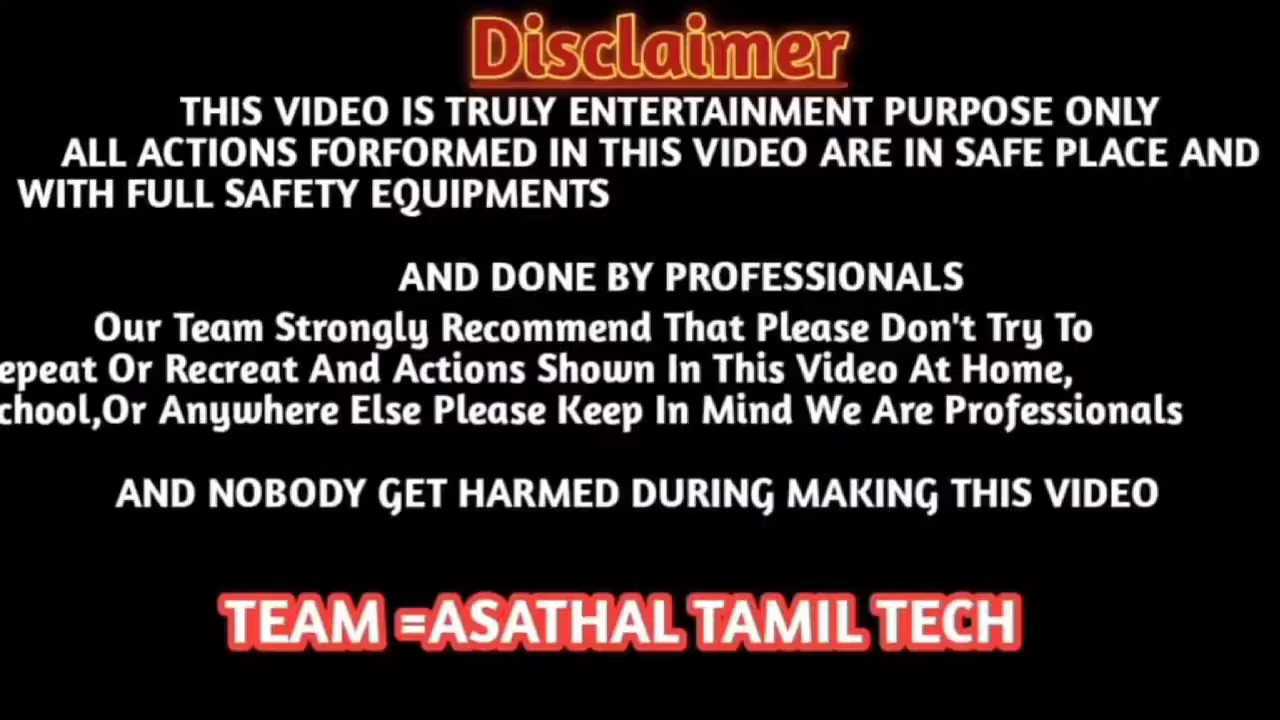 Disclaimer
THIS VIDEO IS TRULY ENTERTAINMENT PURPOSE ONLY
ALL ACTIONS FORFORMED IN THIS VIDEO ARE IN SAFE PLACE AND
WITH FULL SAFETY EQUIPMENTS
AND DONE BY PROFESSIONALS
Our Team Strongly Recommend That Please Don't Try To
epeat Or Recreat And Actions Shown In This Video At Home,
chool,Or Anywhere Else Please Keep In Mind We Are Professionals
AND NOBODY GET HARMED DURING MAKING THIS VIDEO
TEAM =ASATHAL TAMIL TECH